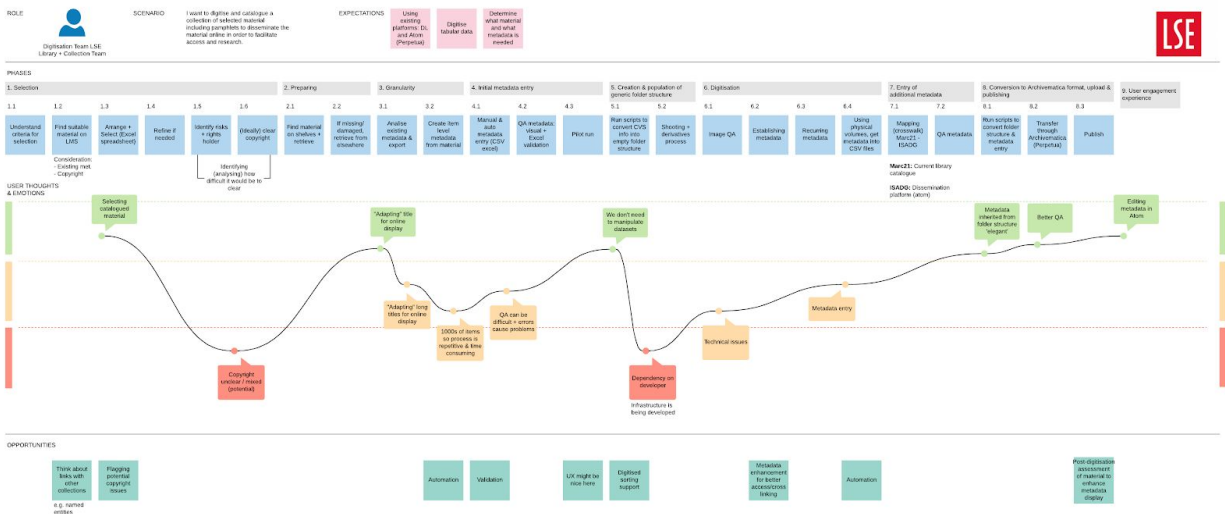 ROLE
Digitisation Team LSE
Library + Collection Team
SCENARIO
I want to digitise and catalogue a
collection of selected material
including pamphlets to disseminate the
material online in order to facilitate
access and research.
EXPECTATIONS
Using
existing
platforms: DL
and Atom
(Perpetua)
Digitise
tabular data
Determine
what material
and what
metadata is
needed
LSE
PHASES
1. Selection
2. Preparing
3. Granularity
4. Initial metadata entry
5. Creation & population of
generic folder structure
6. Digitisation
7. Entry of
additional metadata
8. Conversion to Archivematica format, upload &
publishing
9. User engagement
experience
1.1
1.2
1.3
1.4
1.5
1.6
2.1
2.2
3.1
3.2
4.1
4.2
4.3
5.1
5.2
6.1
6.2
6.3
6.4
7.1
7.2
8.1
8.2
8.3
Understand
criteria for
selection
Find suitable
material on
LMS
Arrange +
Select (Excel
spreadsheet)
Refine if
needed
Identify risks
+ rights
holder
(Ideally) clear
copyright
Find material
on shelves +
retrieve
If missing/
damaged,
retrieve from
elsewhere
Analise
existing
metadata &
export
Create item
level
metadata
from material
Manual &
auto
metadata
entry (CSV
excel)
QA metadata:
visual +
Excel
validation
Pilot run
Run scripts to
convert CVS
into into
empty folder
structure
Shooting +
derivatives
process
Image QA
Establishing
metadata
Recurring
metadata
Using
physical
volumes, get
metadata into
CSV files
Mapping
(crosswalk)
Marc21 -
ISADG
QA metadata
Run scripts to
convert folder
structure &
metadata
entry
Transfer
through
Archivematica
(Perpetua)
Publish
Consideration:
- Existing met.
- Copyright
Identifying
(analysing) how
difficult it would be to
clear
Marc21: Current library
catalogue
ISADG: Dissemination
platform (atom)
USER THOUGHTS
& EMOTIONS
Selecting
catalogued
material
Copyright
unclear / mixed
(potential)
"Adapting" title
for online
display
"Adapting" long
titles for online
display
1000s of items
so process is
repetitive & time
consuming
QA can be
difficult + errors
cause problems
We don't need
to manipulate
datasets
Dependency on
developer
Infrastructure is
being developed
Technical issues
Metadata entry
Metadata
inherited from
folder structure
'elegant'
Better QA
Editing
metadata in
Atom
OPPORTUNITIES
Think about
links with
other
collections
e.g. named
entities
Flagging
potential
copyright
issues
Automation
Validation
UX might be
nice here
Digitised
sorting
support
Metadata
enhancement
for better
access/cross
linking
Automation
Post-digitisation
assessment
of material to
enhance
metadata
display